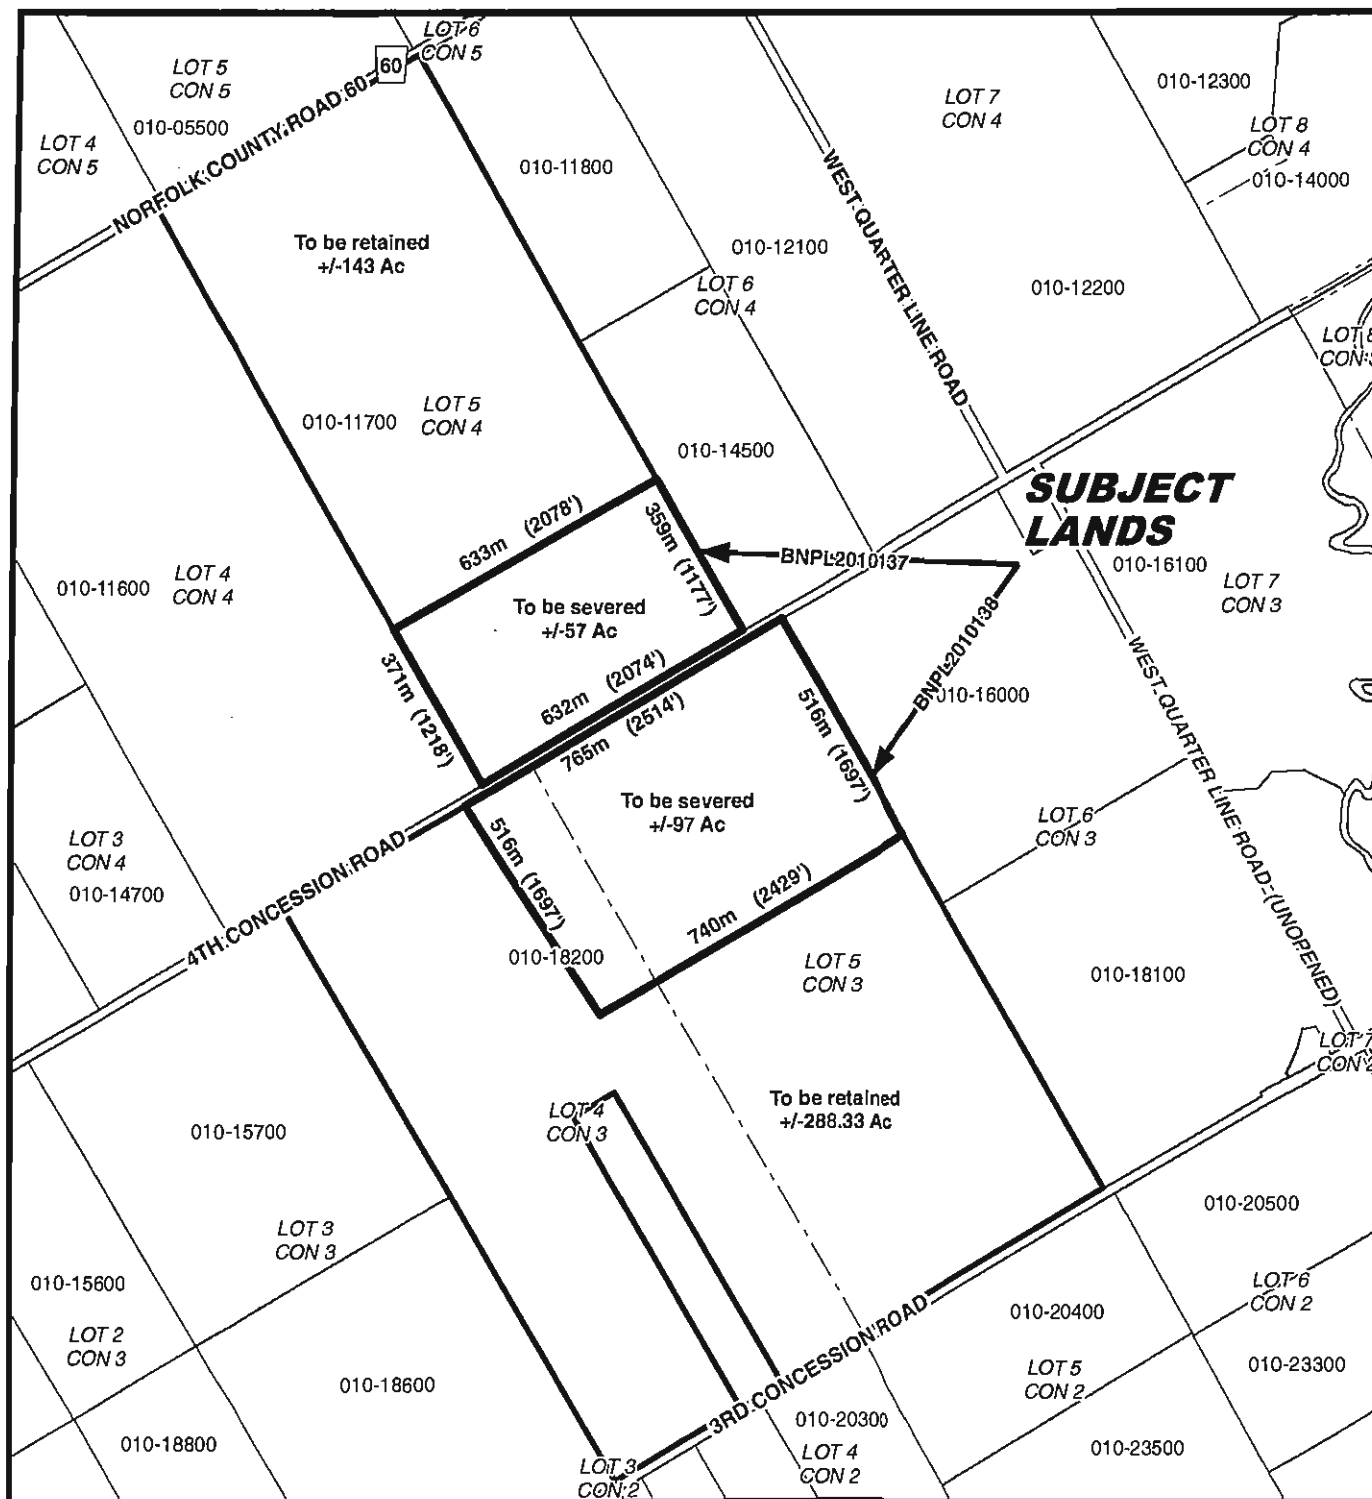 LOT 6
CON 5
60
LOT 5
CON 5
010-05500
LOT 4
CON 5
NORFOLK COUNTY ROAD 60
010-11800
LOT 7
CON 4
010-12300
LOT 8
CON 4
010-14000
WEST QUARTER LINE ROAD
To be retained
+/-143 Ac
010-12100
LOT 6
CON 4
010-12200
010-11700
LOT 5
CON 4
010-14500
SUBJECT
LANDS
633m (2078')
359m (1177')
BNPL2010137
010-16100
LOT 7
CON 3
010-11600
LOT 4
CON 4
To be severed
+/-57 Ac
BNPL2010138
371m (1218')
632m (2074')
765m (2514')
516m (1697')
010-16000
WEST QUARTER LINE ROAD (UNOPENED)
To be severed
+/-97 Ac
LOT 6
CON 3
LOT 3
CON 4
010-14700
4TH CONCESSION ROAD
516m (1697')
740m (2429')
010-18200
LOT 5
CON 3
010-18100
LOT 7
CON 2
To be retained
+/-288.33 Ac
LOT 4
CON 3
010-15700
LOT 3
CON 3
010-20500
010-15600
LOT 2
CON 3
LOT 6
CON 2
010-20400
3RD CONCESSION ROAD
LOT 5
CON 2
010-23300
010-18600
010-20300
010-18800
LOT 4
CON 2
010-23500
LOT 3
CON 2